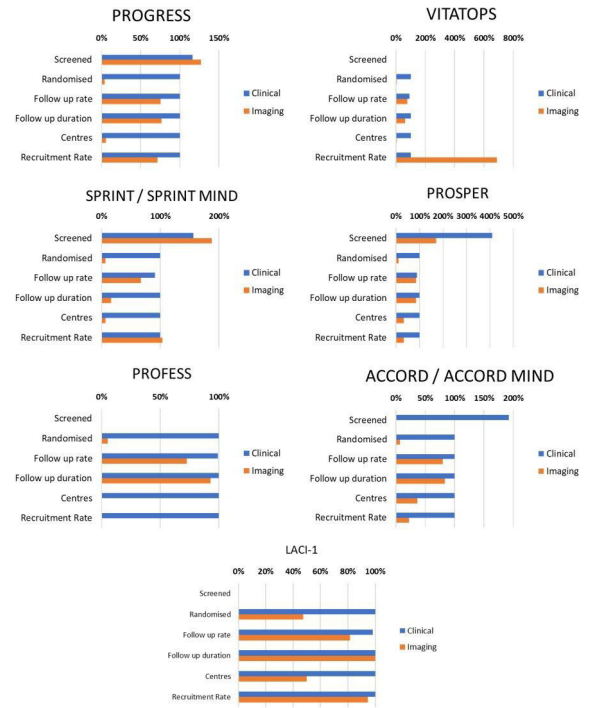 PROGRESS
0% 50% 100% 150%
Screened
Randomised
Follow up rate
Follow up duration
Centres
Recruitment Rate
Clinical
Imaging
VITATOPS
0% 200% 400% 600% 800%
Screened
Randomised
Follow up rate
Follow up duration
Centres
Recruitment Rate
Clinical
Imaging
SPRINT / SPRINT MIND
0% 100% 200%
Screened
Randomised
Follow up rate
Follow up duration
Centres
Recruitment Rate
Clinical
Imaging
PROSPER
0% 100% 200% 300% 400% 500%
Screened
Randomised
Follow up rate
Follow up duration
Centres
Recruitment Rate
Clinical
Imaging
PROFESS
0% 50% 100%
Screened
Randomised
Follow up rate
Follow up duration
Centres
Recruitment Rate
Clinical
Imaging
ACCORD / ACCORD MIND
0% 50% 100% 150% 200%
Screened
Randomised
Follow up rate
Follow up duration
Centres
Recruitment Rate
Clinical
Imaging
LACI-1
0% 20% 40% 60% 80% 100%
Screened
Randomised
Follow up rate
Follow up duration
Centres
Recruitment Rate
Clinical
Imaging